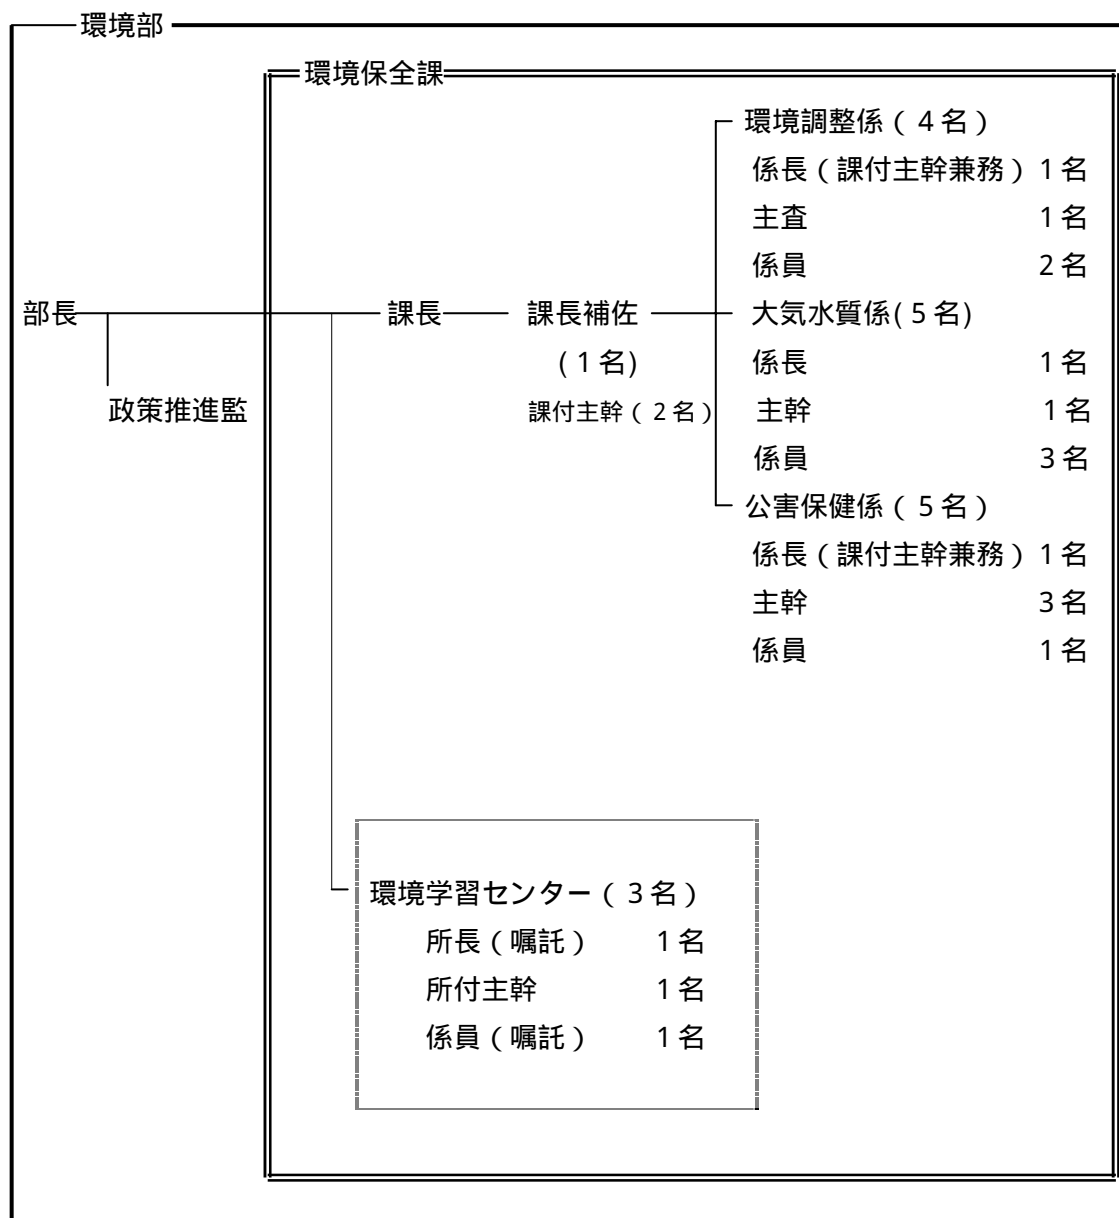 環境部
環境保全課
環境調整係（４名）
係長（課付主幹兼務）１名
主査 １名
係員 ２名
部長 課長 課長補佐 大気水質係(５名)
(１名) 係長 １名
政策推進監 課付主幹（２名） 主幹 １名
係員 ３名
公害保健係（５名）
係長（課付主幹兼務）１名
主幹 ３名
係員 １名
環境学習センター（３名）
所長（嘱託） １名
所付主幹 １名
係員（嘱託） １名